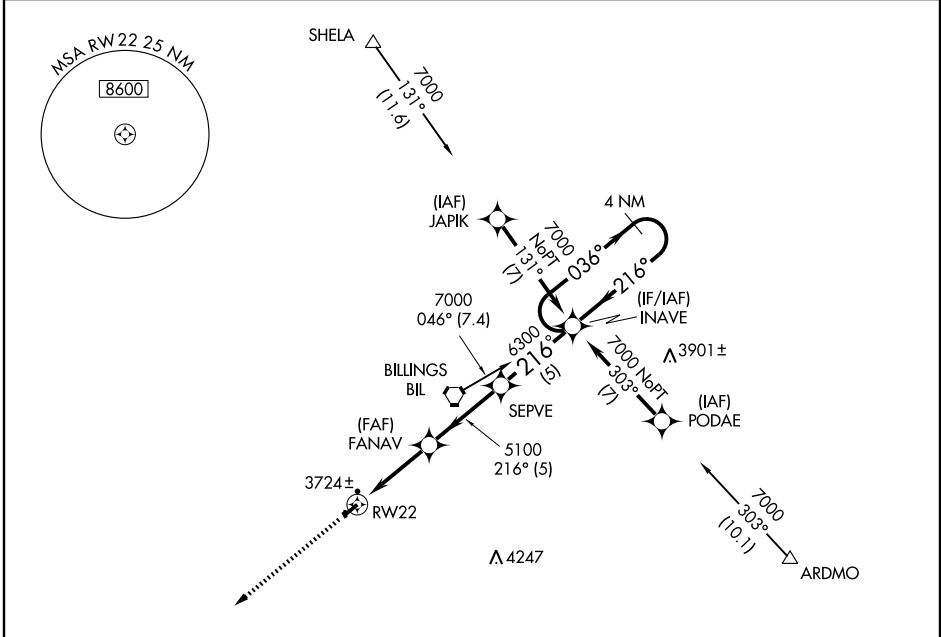 MSA RW22 25 NM
8600
SHELA
7000
131°
(11.6)
(IAF)
JAPIK
7000
NoPT
131°
(7)
4 NM
036°
216°
(IF/IAF)
INAVE
7000
046° (7.4)
6300
216°
(5)
BILLINGS
BIL
SEPVE
7000 NoPT
303°
(7)
3901±
(IAF)
PODAE
(FAF)
FANAV
5100
216° (5)
3724±
RW22
4247
7000
303°
(10.1)
ARDMO